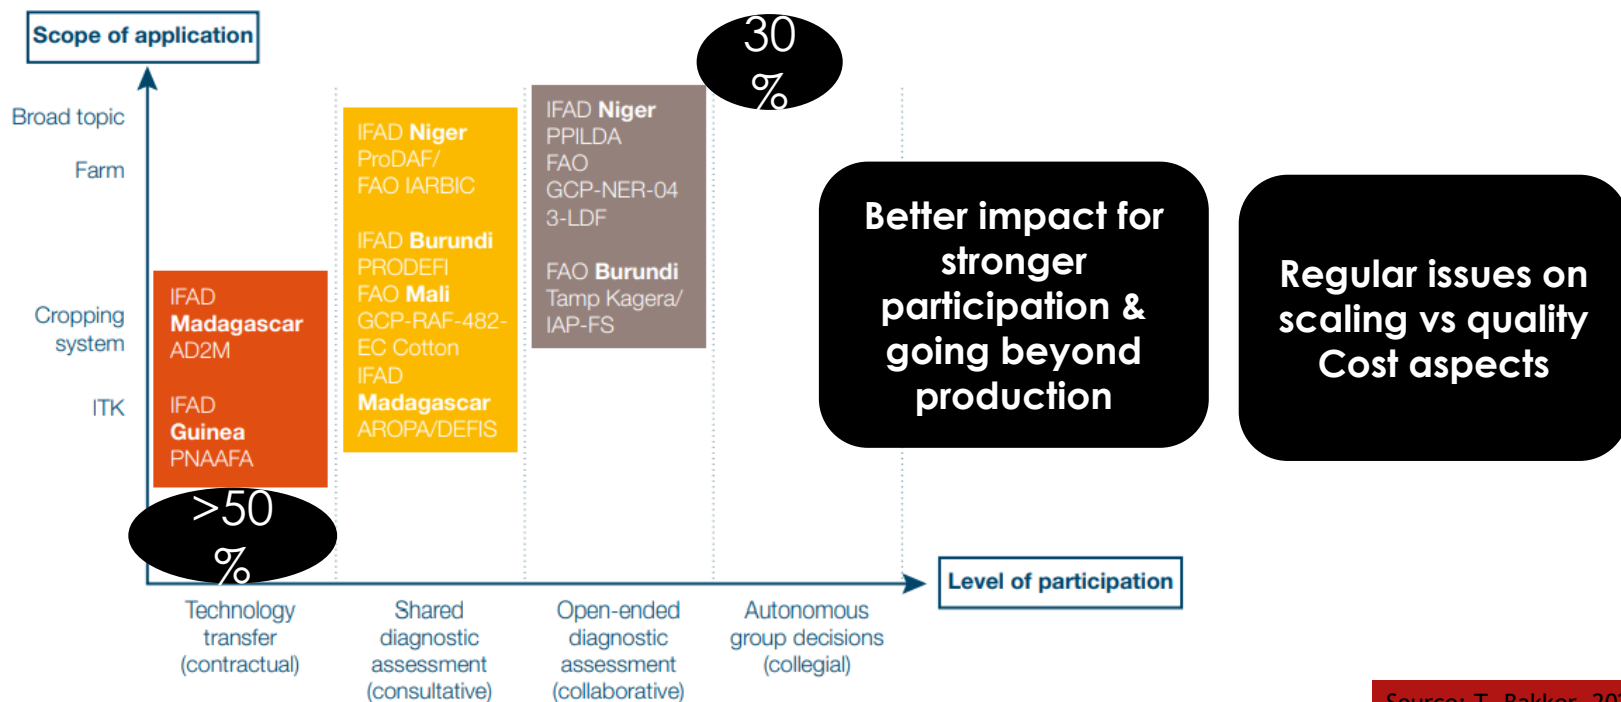 Scope of application
30
%
Broad topic
Farm
Cropping
system
ITK
IFAD
Madagascar
AD2M
IFAD
Guinea
PNAAFA
>50
%
IFAD Niger
ProDAF/
FAO IARBIC
IFAD Burundi
PRODEFI
FAO Mali
GCP-RAF-482-
EC Cotton
IFAD
Madagascar
AROPA/DEFIS
IFAD Niger
PPILDA
FAO
GCP-NER-04
3-LDF
FAO Burundi
Tamp Kagera/
IAP-FS
Better impact for
stronger
participation &
going beyond
production
Regular issues on
scaling vs quality
Cost aspects
Level of participation
Technology
transfer
(contractual)
Shared
diagnostic
assessment
(consultative)
Open-ended
diagnostic
assessment
(collaborative)
Autonomous
group decisions
(collegial)
Source: T. Bakker,